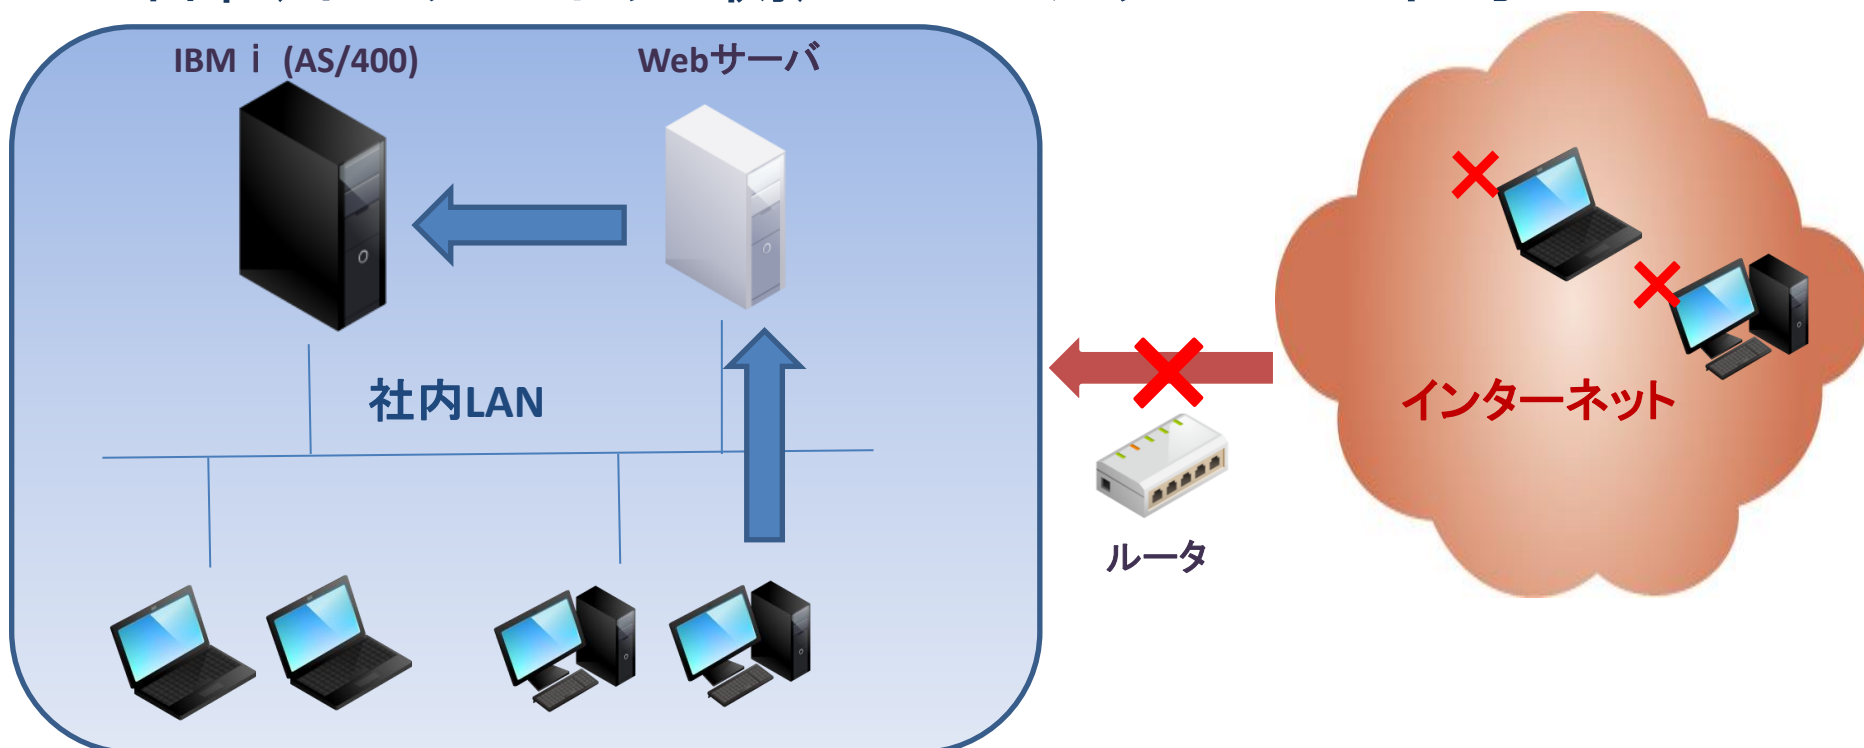 IBM i (AS/400)
Webサーバ
社内LAN
インターネット
ルータ